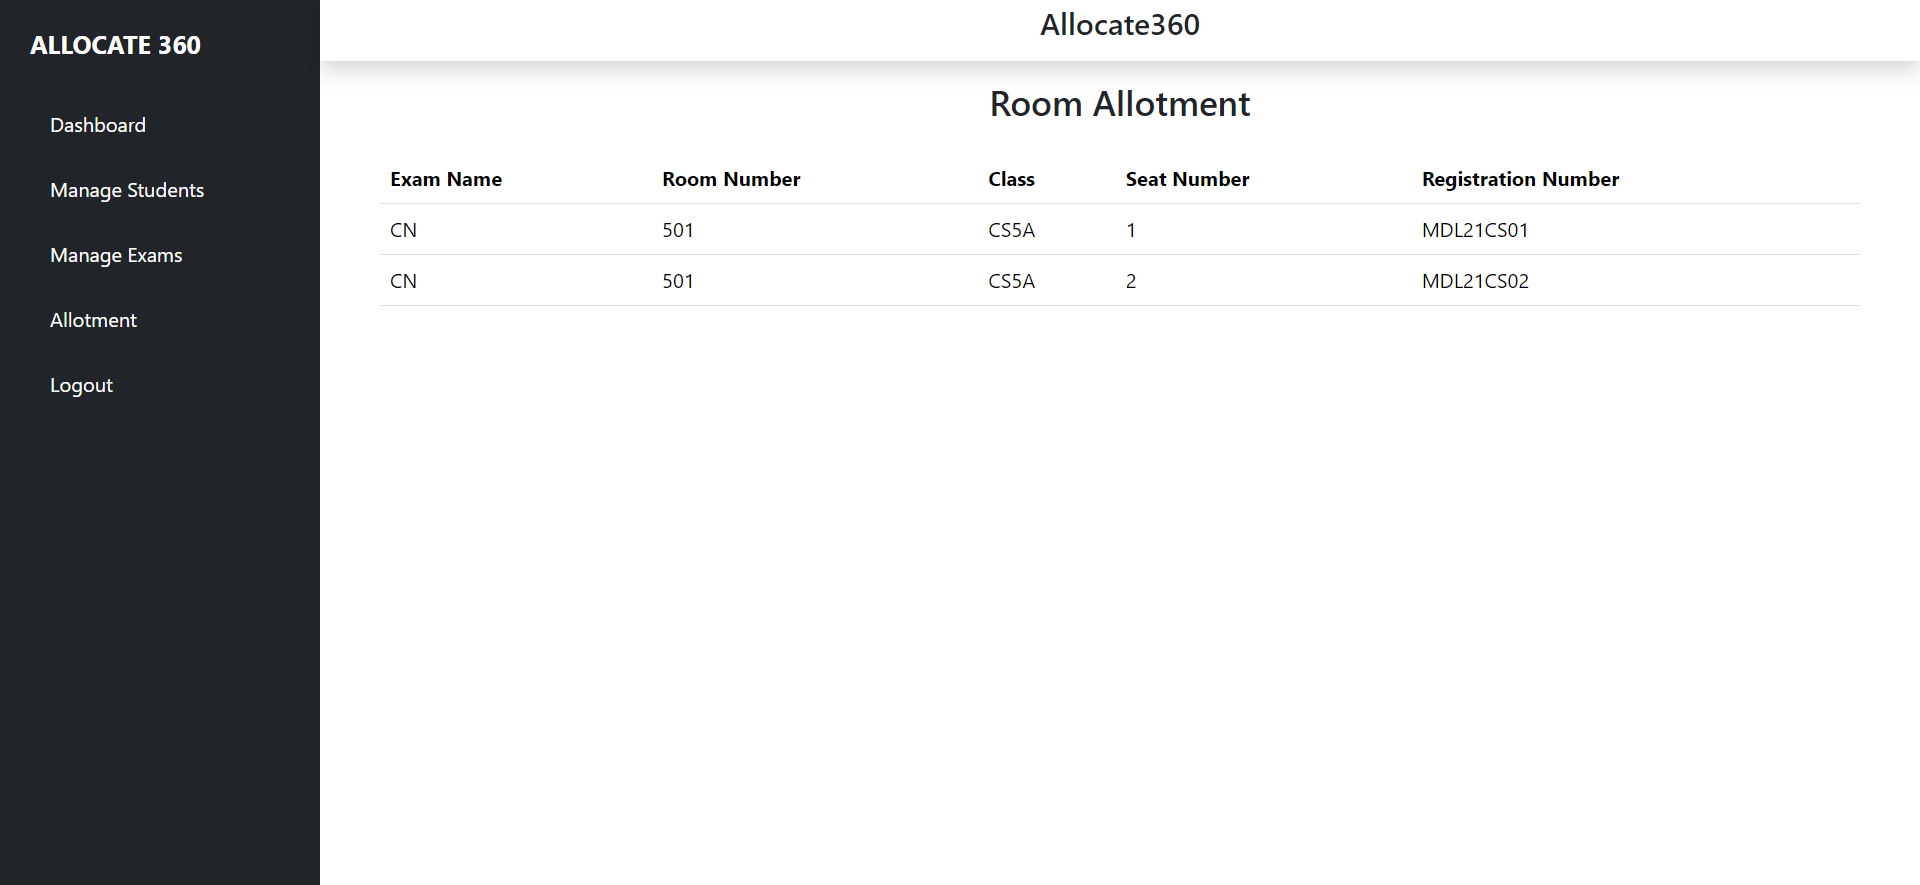 ALLOCATE 360
Dashboard
Manage Students
Manage Exams
Allotment
Logout
Allocate360
Room Allotment
Exam Name Room Number Class Seat Number Registration Number
CN 501 CS5A 1 MDL21CS01
CN 501 CS5A 2 MDL21CS02